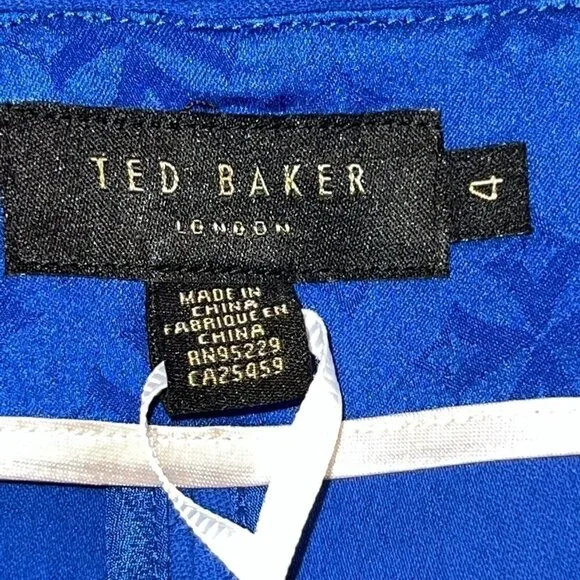 TED BAKER
LONDON
4
MADE IN
CHINA
FABRIQUE EN
CHINA
RN95229
CA25459